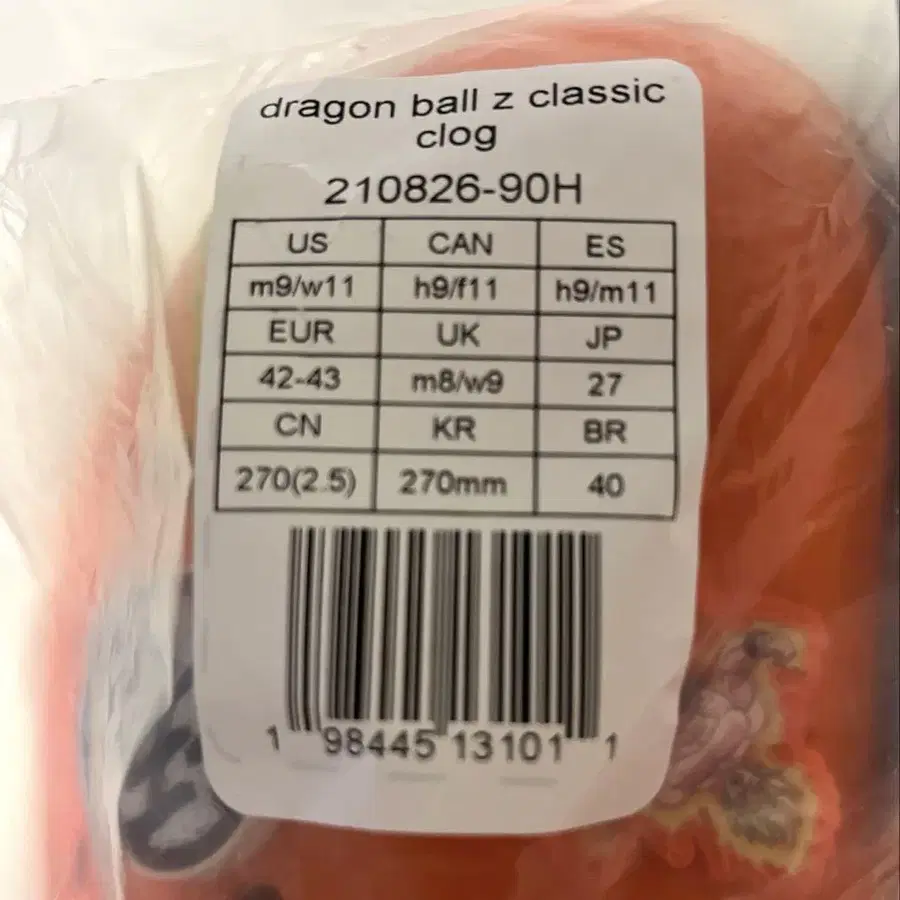 dragon ball z classic
clog
210826-90H
US CAN ES
m9/w11 h9/f11 h9/m11
EUR UK JP
42-43 m8/w9 27
CN KR BR
270(2.5) 270mm 40
1 98445 13101 1